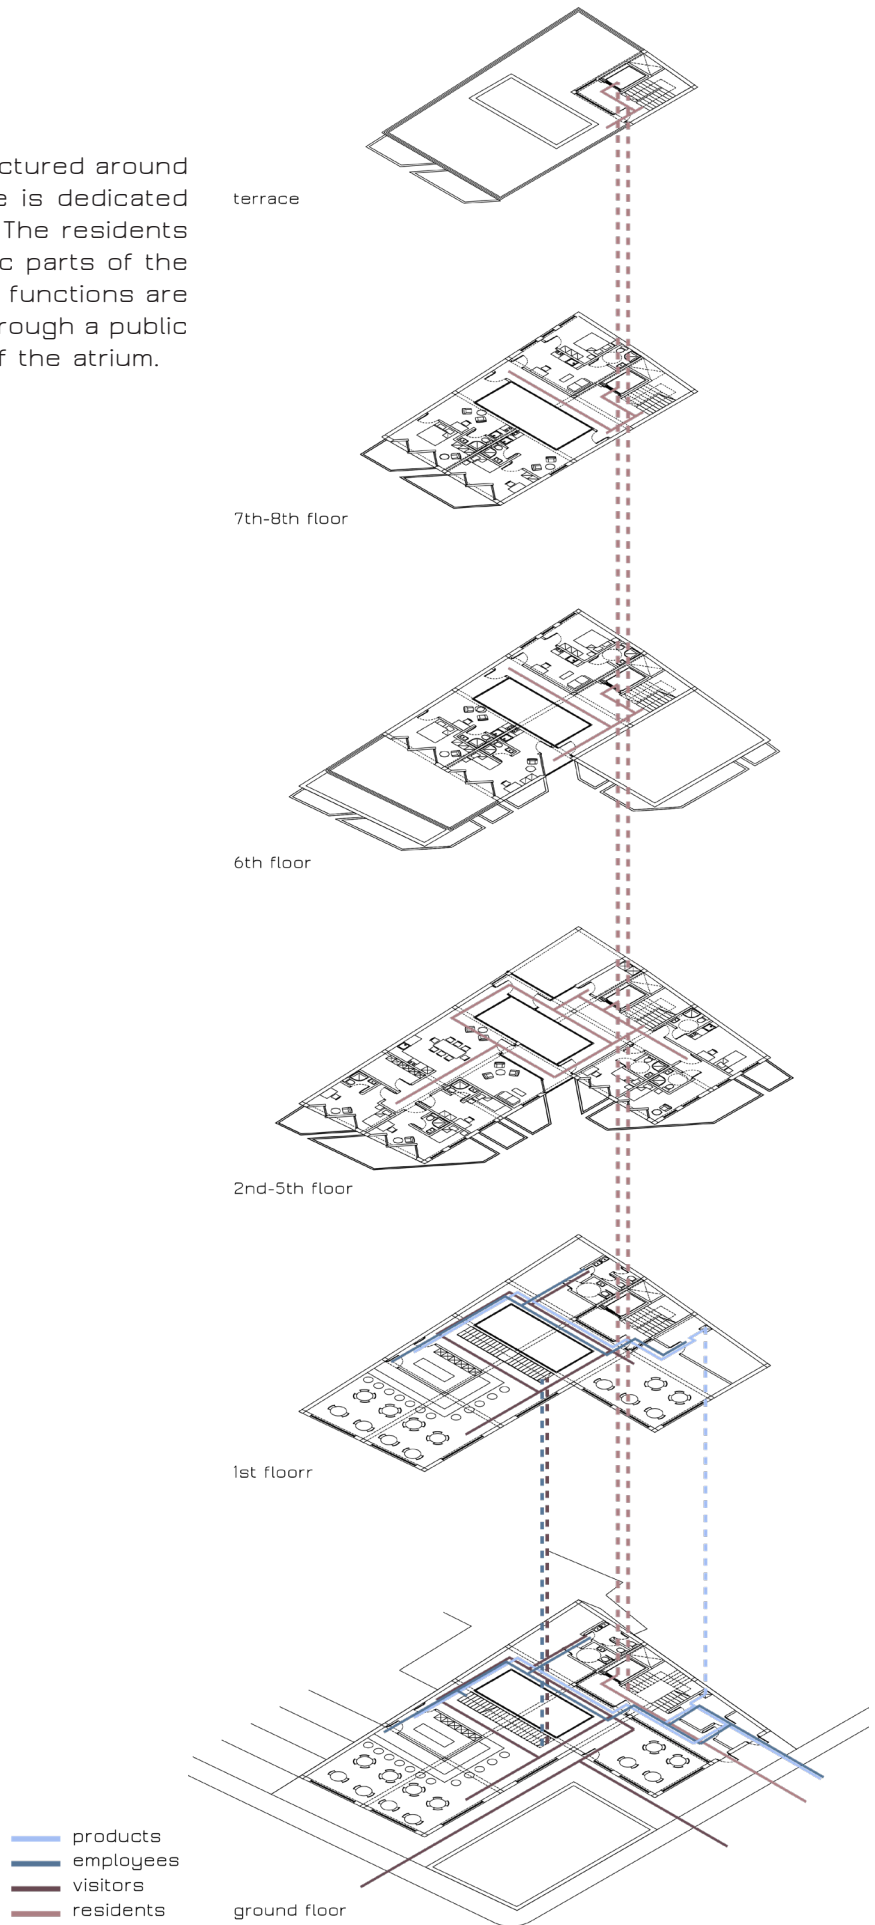 ctured around
e is dedicated
The residents
c parts of the
functions are
rough a public
f the atrium.
terrace
7th-8th floor
6th floor
2nd-5th floor
1st floorr
products
employees
visitors
residents
ground floor